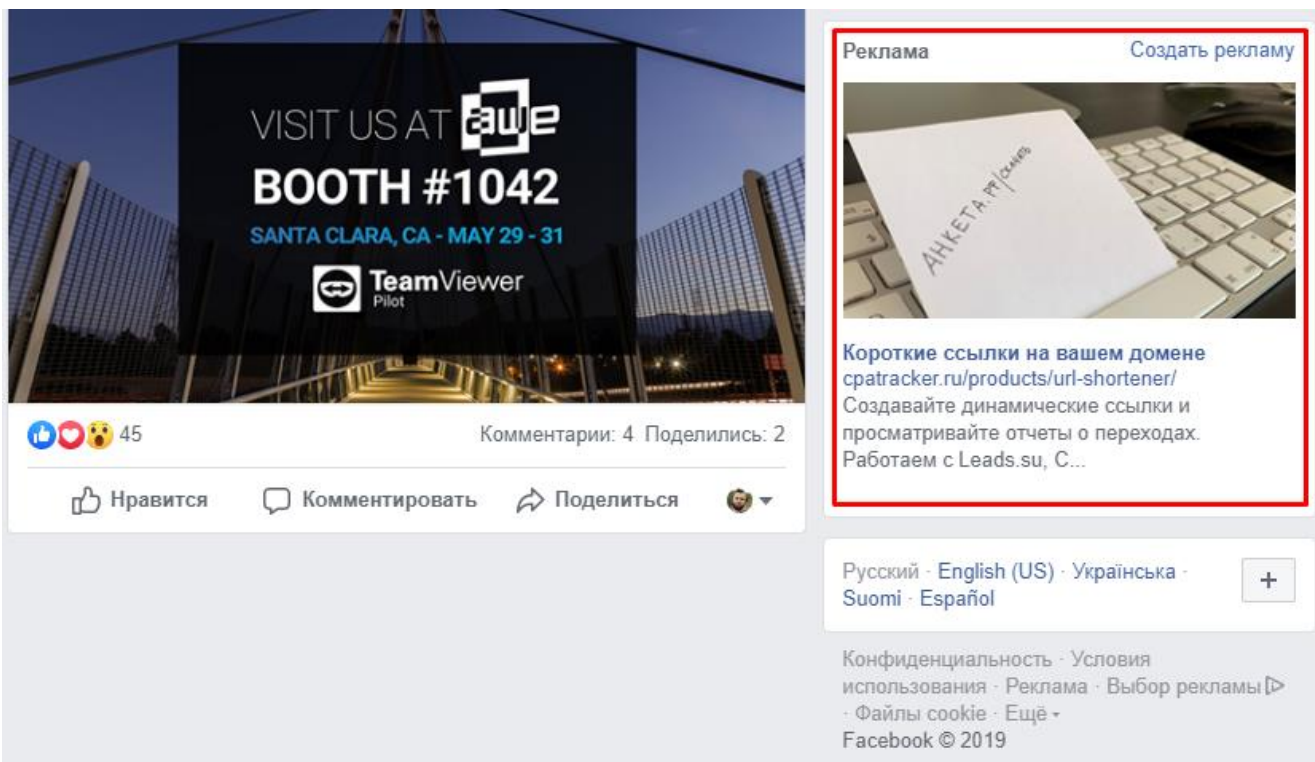 VISIT US AT awe
BOOTH #1042
SANTA CLARA, CA - MAY 29 - 31
TeamViewer
Pilot
45
Комментарии: 4 Поделились: 2
Нравится
Комментировать
Поделиться
Реклама
Создать рекламу
АНКЕТА.РФ/СКАЧАТЬ
Короткие ссылки на вашем домене
cpatracker.ru/products/url-shortener/
Создавайте динамические ссылки и
просматривайте отчеты о переходах.
Работаем с Leads.su, С...
Русский · English (US) · Українська ·
Suomi · Español
+
Конфиденциальность · Условия
использования · Реклама · Выбор рекламы
· Файлы cookie · Ещё
Facebook © 2019